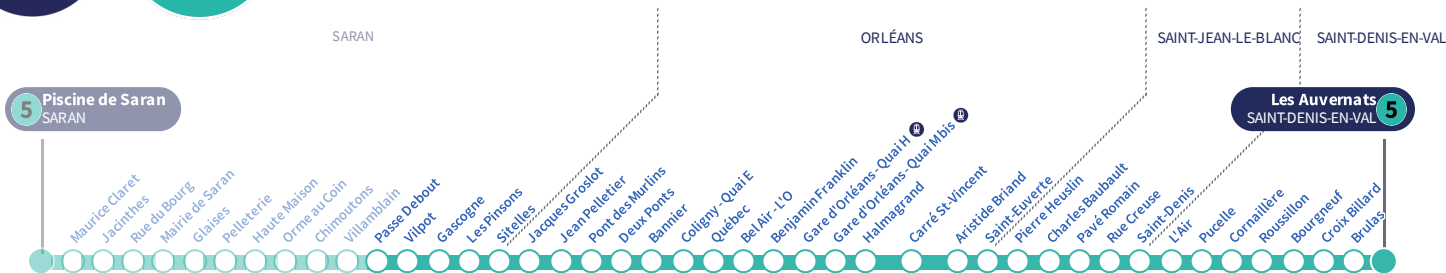 SARAN
ORLÉANS
SAINT-JEAN-LE-BLANC
SAINT-DENIS-EN-VAL
5
Piscine de Saran
SARAN
Les Auvernats
SAINT-DENIS-EN-VAL
5
Maurice Claret
Jacinthes
Rue du Bourg
Mairie de Saran
Glaises
Pelleterie
Haute Maison
Orme au Coin
Chimoutons
Villamblain
Passe Debout
Vilpot
Gascogne
Les Pinsons
Sitelles
Jacques Groslot
Jean Pelletier
Pont des Murlins
Deux Ponts
Bannier
Coligny - Quai E
Québec
Bel Air - L'O
Benjamin Franklin
Gare d'Orléans - Quai H
Gare d'Orléans - Quai Mbis
Halmagrand
Carré St-Vincent
Aristide Briand
Saint-Euverte
Pierre Heuslin
Charles Baubault
Pavé Romain
Rue Creuse
Saint-Denis
L'Air
Pucelle
Cornaillère
Roussillon
Bourgneuf
Croix Billard
Brulas